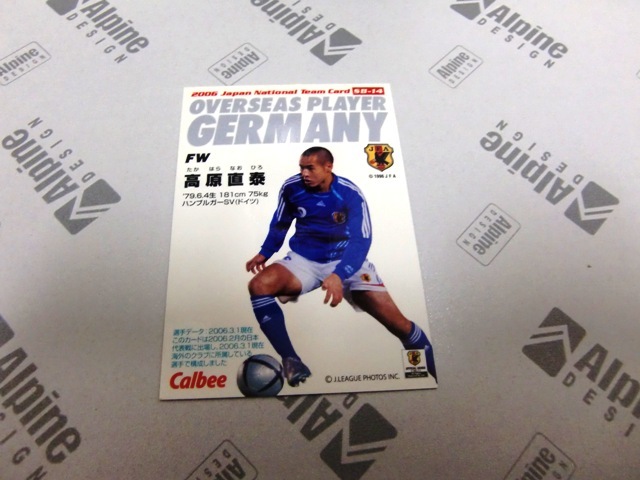 2006 Japan National Team Card SB-14
OVERSEAS PLAYER
GERMANY
FW
たか はら なお ひろ
高原直泰
'79.6.4生 181cm 75kg
ハンブルガーSV(ドイツ)
JFA
© 1996 J F A
選手データ:2006.3.1現在
このカードは2006.2月の日本
代表戦に出場し、2006.3.1現在
海外のクラブに所属している
選手で構成しました
Calbee
© J.LEAGUE PHOTOS INC.
Alpine
DESIGN
Alpine
DESIGN
Alpine
DESIGN
Alpine
DESIGN
Alpine
DESIGN